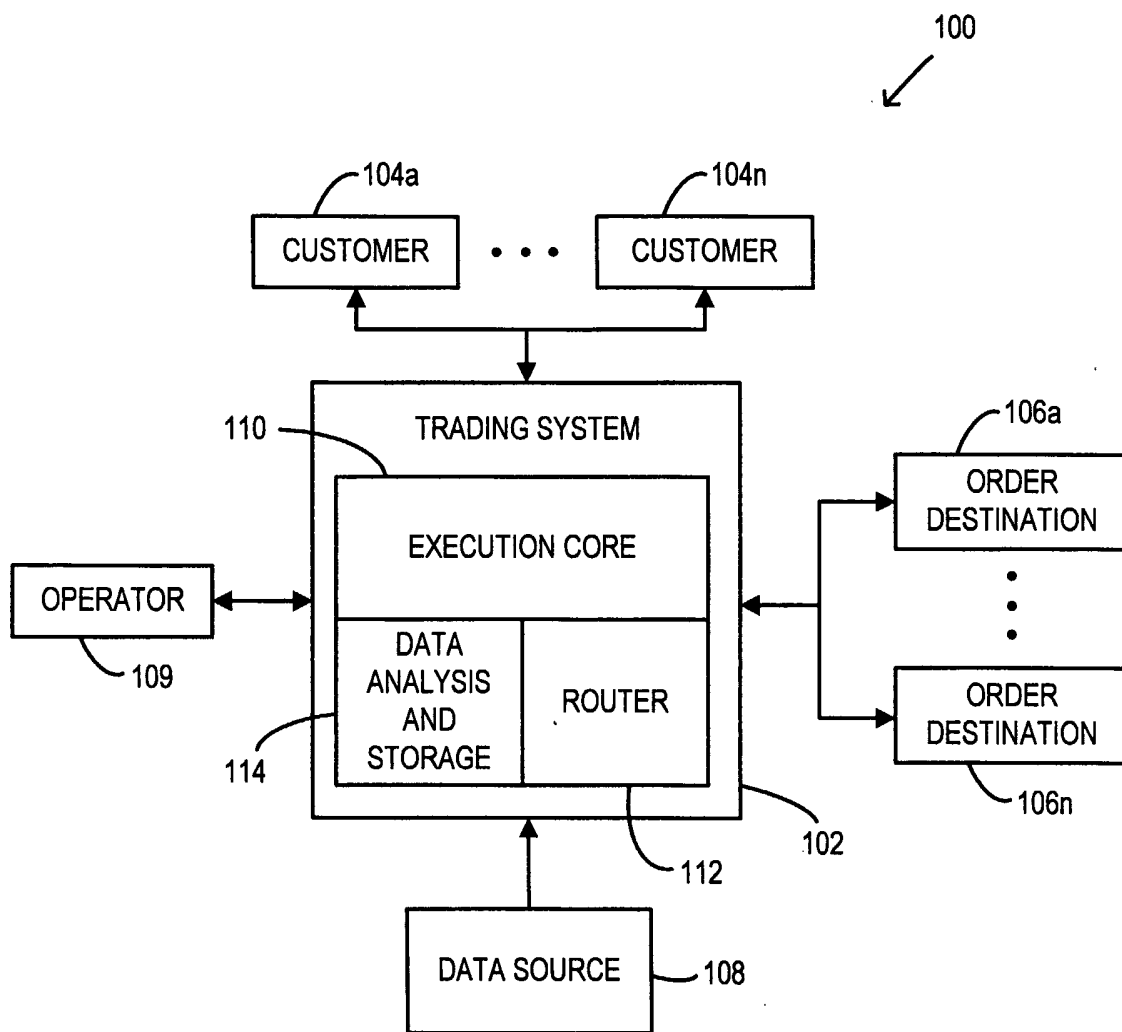 100
104a
104n
CUSTOMER
CUSTOMER
110
TRADING SYSTEM
106a
ORDER
DESTINATION
EXECUTION CORE
OPERATOR
109
DATA
ANALYSIS
AND
STORAGE
ROUTER
ORDER
DESTINATION
114
106n
102
112
DATA SOURCE
108